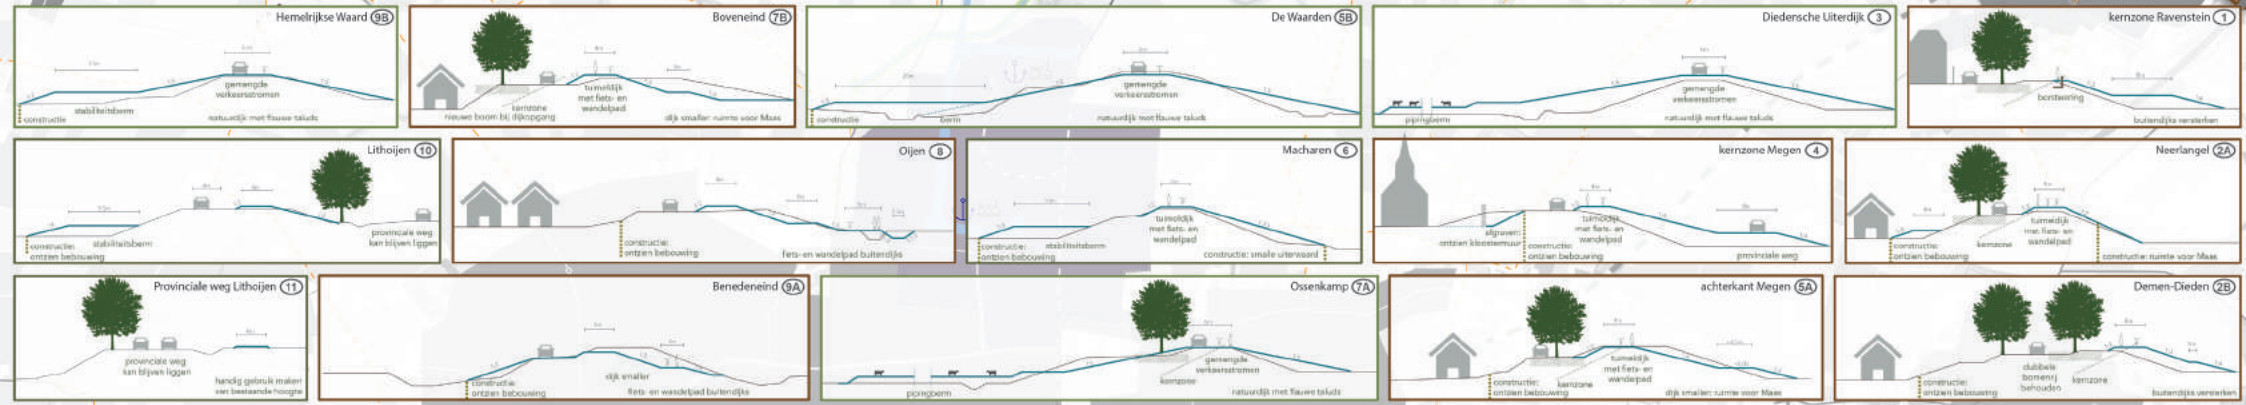 Hemelrijkse Waard 9B
gemengde
verkeersstromen
stabiliteitsberm
constructie
natuurdijk met flauwe taluds
Boveneind 7B
tuimeldijk
met fiets- en
wandelpad
kernzone
nieuwe boom bij dijkopgang
dijk smaller: ruimte voor Maas
De Waarden 5B
20m
gemengde
verkeersstromen
constructie
berm
natuurdijk met flauwe taluds
Diedensche Uiterdijk 3
gemengde
verkeersstromen
pipingberm
natuurdijk met flauwe taluds
kernzone Ravenstein 1
borstwering
buitendijks versterken
Lithoijen 10
provinciale weg
kan blijven liggen
stabiliteitsberm
constructie:
ontzien bebouwing
Oijen 8
constructie:
ontzien bebouwing
fiets- en wandelpad buitendijks
Macharen 6
tuimeldijk
met fiets- en
wandelpad
stabiliteitsberm
constructie:
ontzien bebouwing
constructie: smalle uiterwaard
kernzone Megen 4
tuimeldijk
met fiets- en
wandelpad
afgraven:
ontzien kloostermuur
constructie:
ontzien bebouwing
provinciale weg
Neerlangel 2A
tuimeldijk
met fiets- en
wandelpad
kernzone
constructie:
ontzien bebouwing
constructie: ruimte voor Maas
Provinciale weg Lithoijen 11
provinciale weg
kan blijven liggen
handig gebruik maken
van bestaande hoogte
Benedeneind 9A
dijk smaller
constructie:
ontzien bebouwing
fiets- en wandelpad buitendijks
Ossenkamp 7A
gemengde
verkeersstromen
kernzone
pipingberm
natuurdijk met flauwe taluds
achterkant Megen 5A
tuimeldijk
met fiets- en
wandelpad
kernzone
constructie:
ontzien bebouwing
dijk smaller: ruimte voor Maas
Demen-Dieden 2B
dubbele
bomenrij
behouden
kernzone
constructie:
ontzien bebouwing
buitendijks versterken